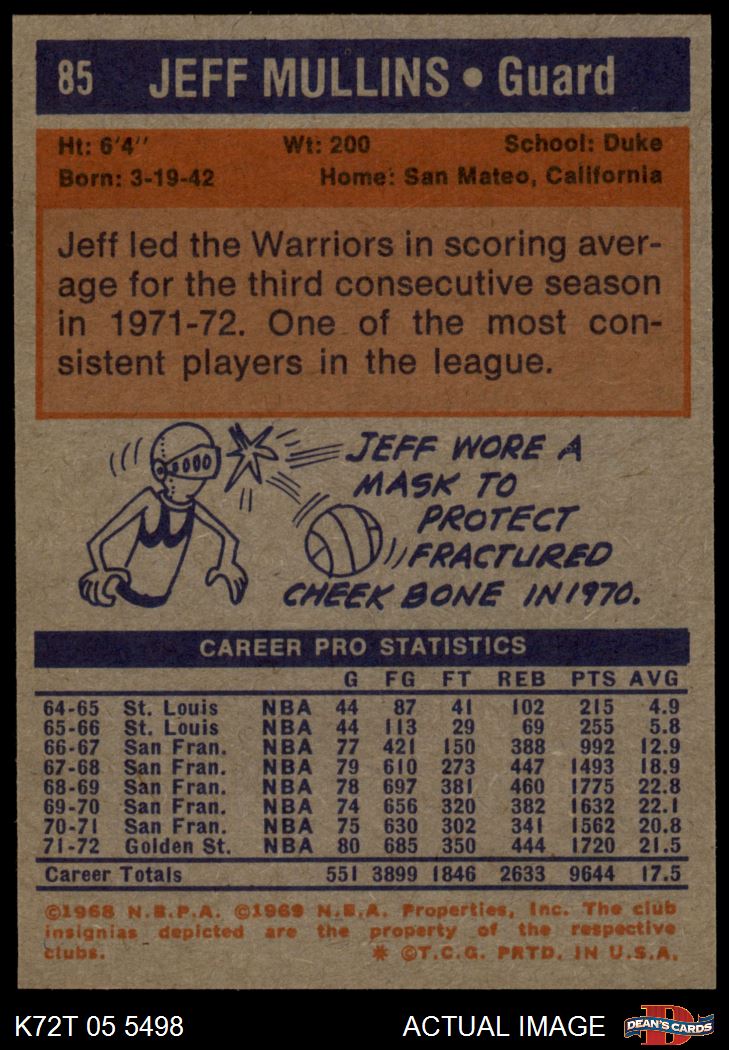 85 JEFF MULLINS • Guard
Ht: 6'4'' Wt: 200 School: Duke
Born: 3-19-42 Home: San Mateo, California
Jeff led the Warriors in scoring aver-
age for the third consecutive season
in 1971-72. One of the most con-
sistent players in the league.
JEFF WORE A
MASK TO
PROTECT
FRACTURED
CHEEK BONE IN 1970.
CAREER PRO STATISTICS
G FG FT REB PTS AVG
64-65 St. Louis NBA 44 87 41 102 215 4.9
65-66 St. Louis NBA 44 113 29 69 255 5.8
66-67 San Fran. NBA 77 421 150 388 992 12.9
67-68 San Fran. NBA 79 610 273 447 1493 18.9
68-69 San Fran. NBA 78 697 381 460 1775 22.8
69-70 San Fran. NBA 74 656 320 382 1632 22.1
70-71 San Fran. NBA 75 630 302 341 1562 20.8
71-72 Golden St. NBA 80 685 350 444 1720 21.5
Career Totals 551 3899 1846 2633 9644 17.5
©1968 N.B.P.A. ©1969 N.B.A. Properties, Inc. The club
insignias depicted are the property of the respective
clubs. * ©T.C.G. PRTD. IN U.S.A.
K72T 05 5498 ACTUAL IMAGE DEAN'S CARDS